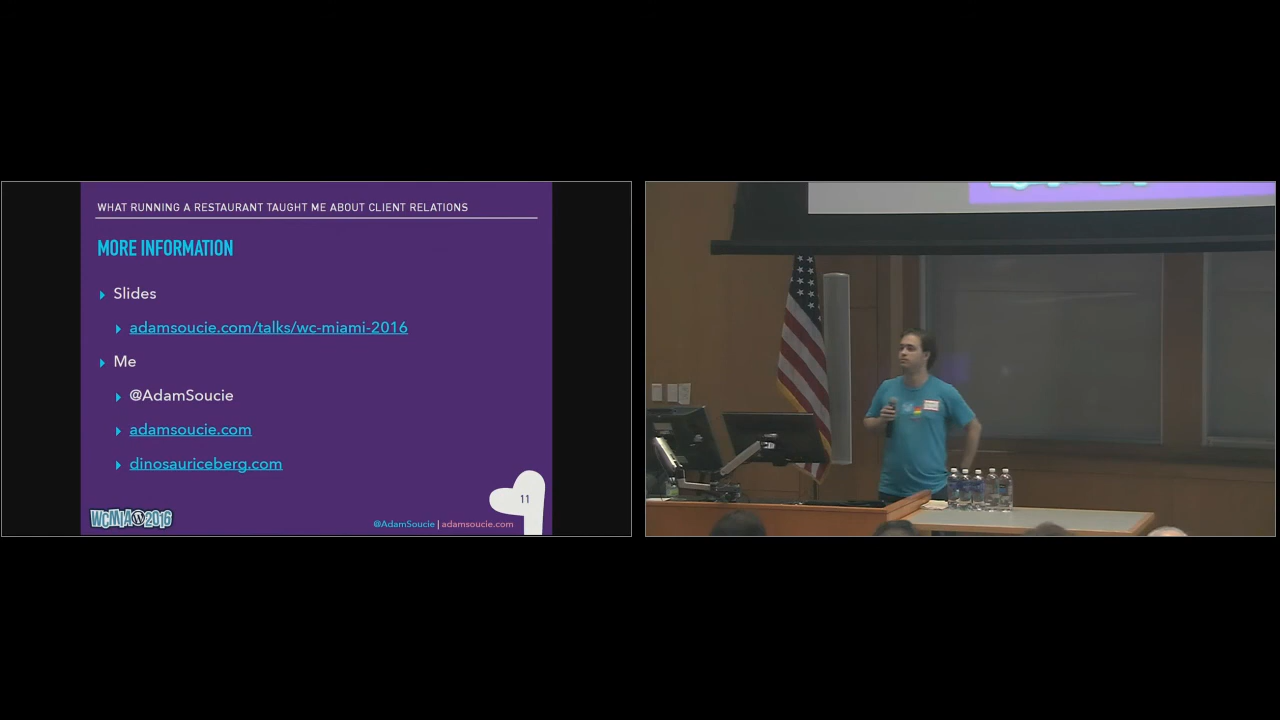 WHAT RUNNING A RESTAURANT TAUGHT ME ABOUT CLIENT RELATIONS
MORE INFORMATION
Slides
adamsoucie.com/talks/wc-miami-2016
Me
@AdamSoucie
adamsoucie.com
dinosauriceberg.com
11
WCMIA 2016
@AdamSoucie | adamsoucie.com